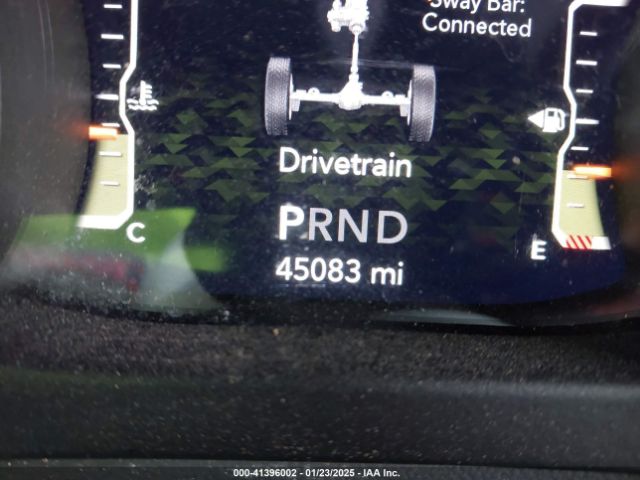 Sway Bar:
Connected
Drivetrain
PRND
C
E
45083 mi
000-41396002 - 01/23/2025 - IAA Inc.